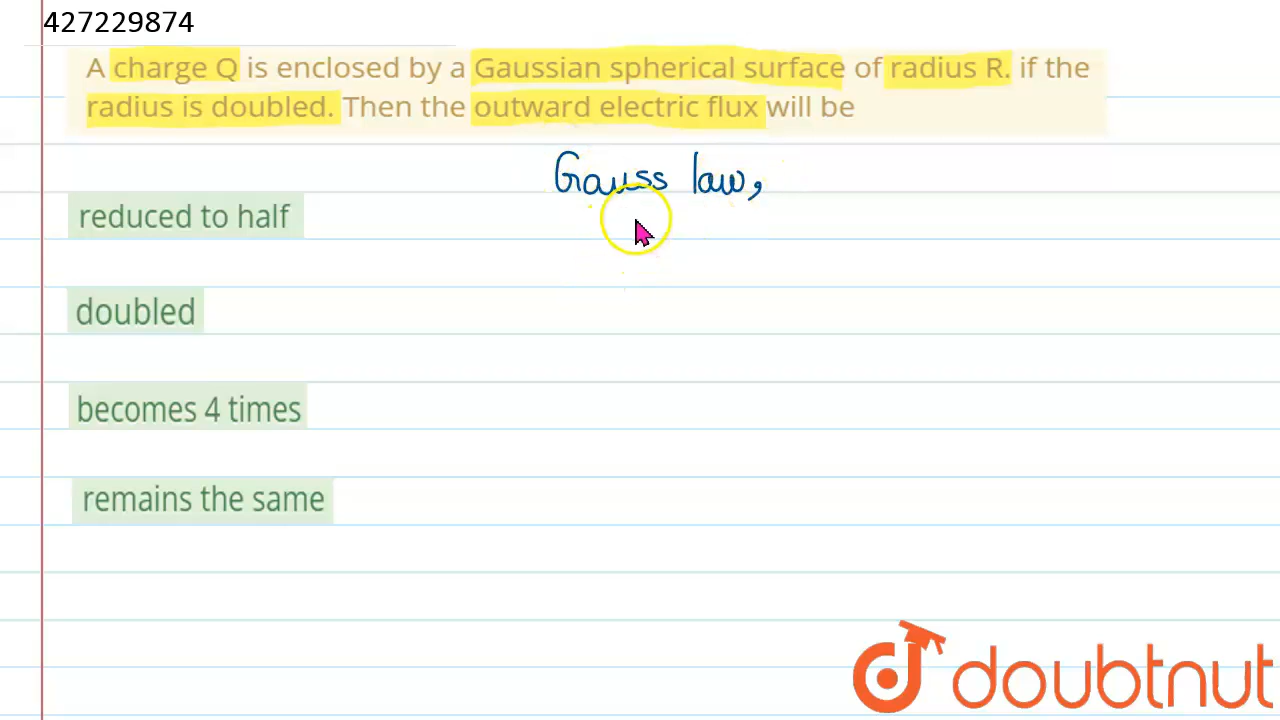 427229874
A charge Q is enclosed by a Gaussian spherical surface of radius R. if the
radius is doubled. Then the outward electric flux will be
Gauss law,
reduced to half
doubled
becomes 4 times
remains the same
doubtnut